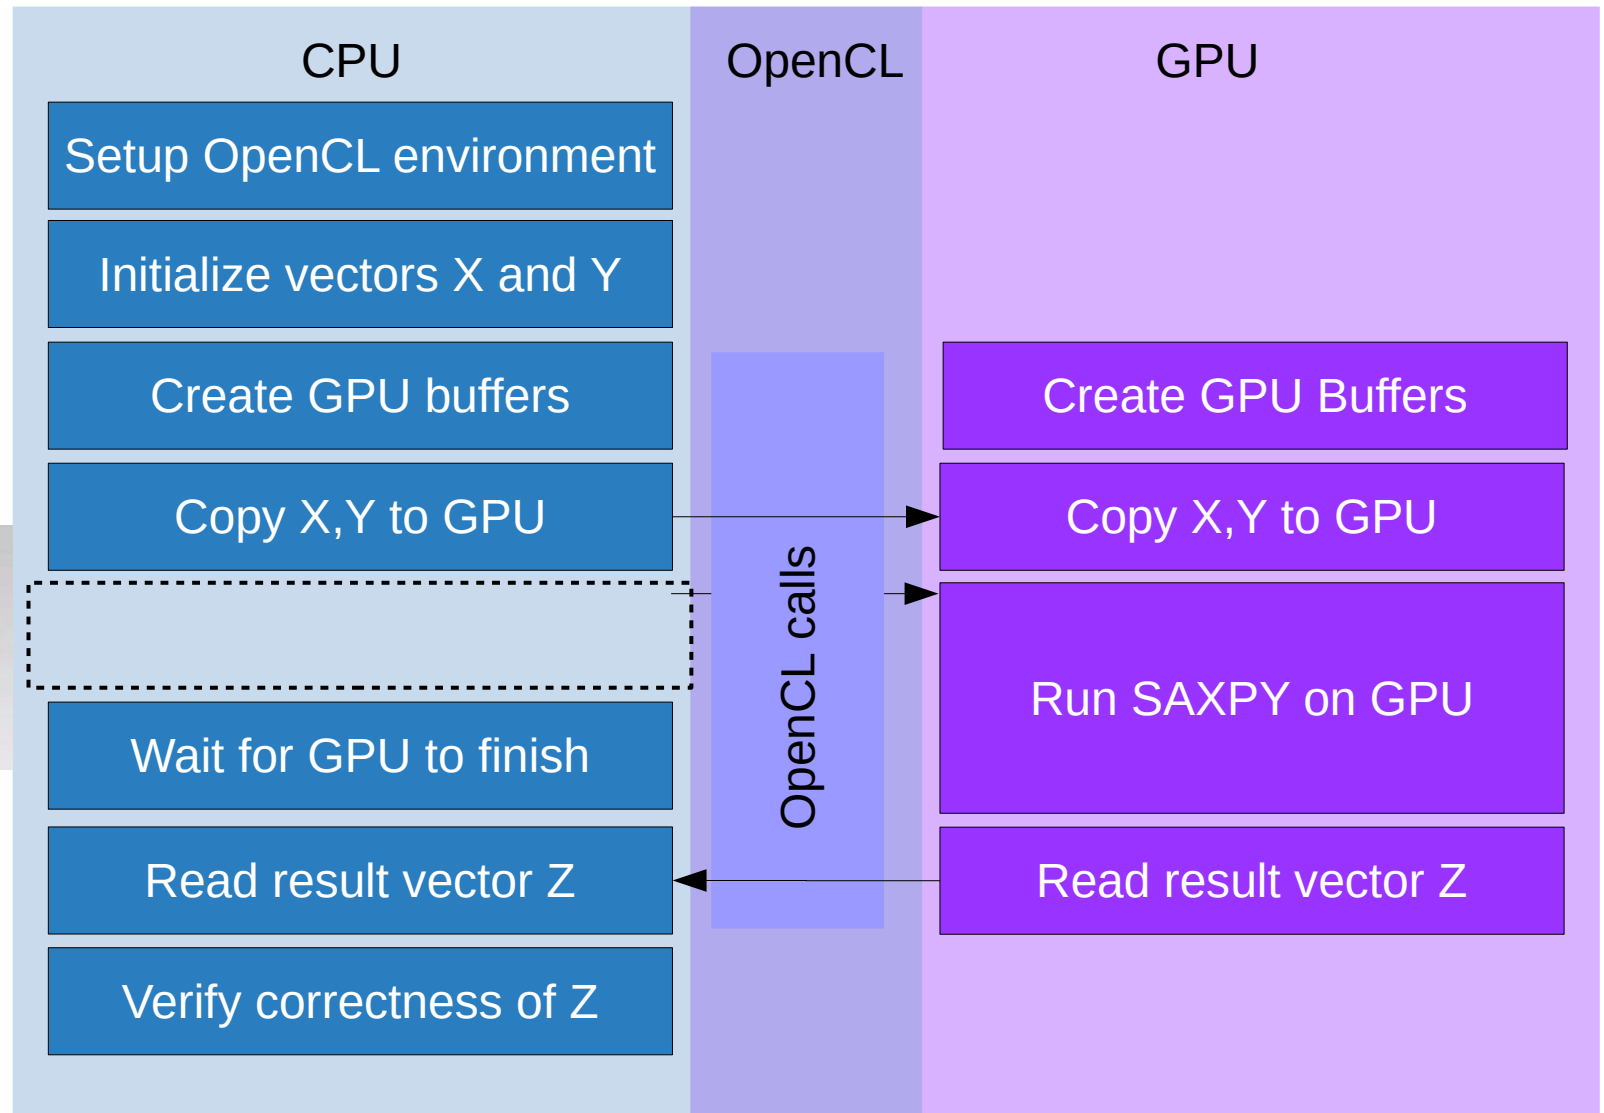 CPU
OpenCL
GPU
Setup OpenCL environment
Initialize vectors X and Y
Create GPU buffers
Create GPU Buffers
Copy X,Y to GPU
Copy X,Y to GPU
OpenCL calls
Run SAXPY on GPU
Wait for GPU to finish
Read result vector Z
Read result vector Z
Verify correctness of Z